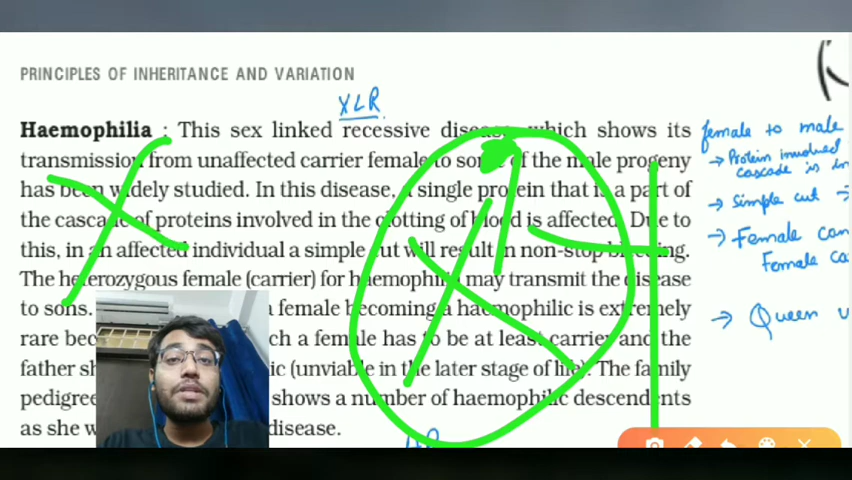 PRINCIPLES OF INHERITANCE AND VARIATION
XLR
Haemophilia : This sex linked recessive disease, which shows its
transmission from unaffected carrier female to some of the male progeny
has been widely studied. In this disease, a single protein that is a part of
the cascade of proteins involved in the clotting of blood is affected. Due to
this, in an affected individual a simple cut will result in non-stop bleeding.
The heterozygous female (carrier) for haemophilia may transmit the disease
to sons. a female becoming a haemophilic is extremely
rare bec ch a female has to be at least carrier and the
father sh ic (unviable in the later stage of life). The family
pedigree shows a number of haemophilic descendents
as she w disease.
female to male
→ Protein involved
cascade is in
→ Simple cut →
→ Female can
Female ca
→ Queen